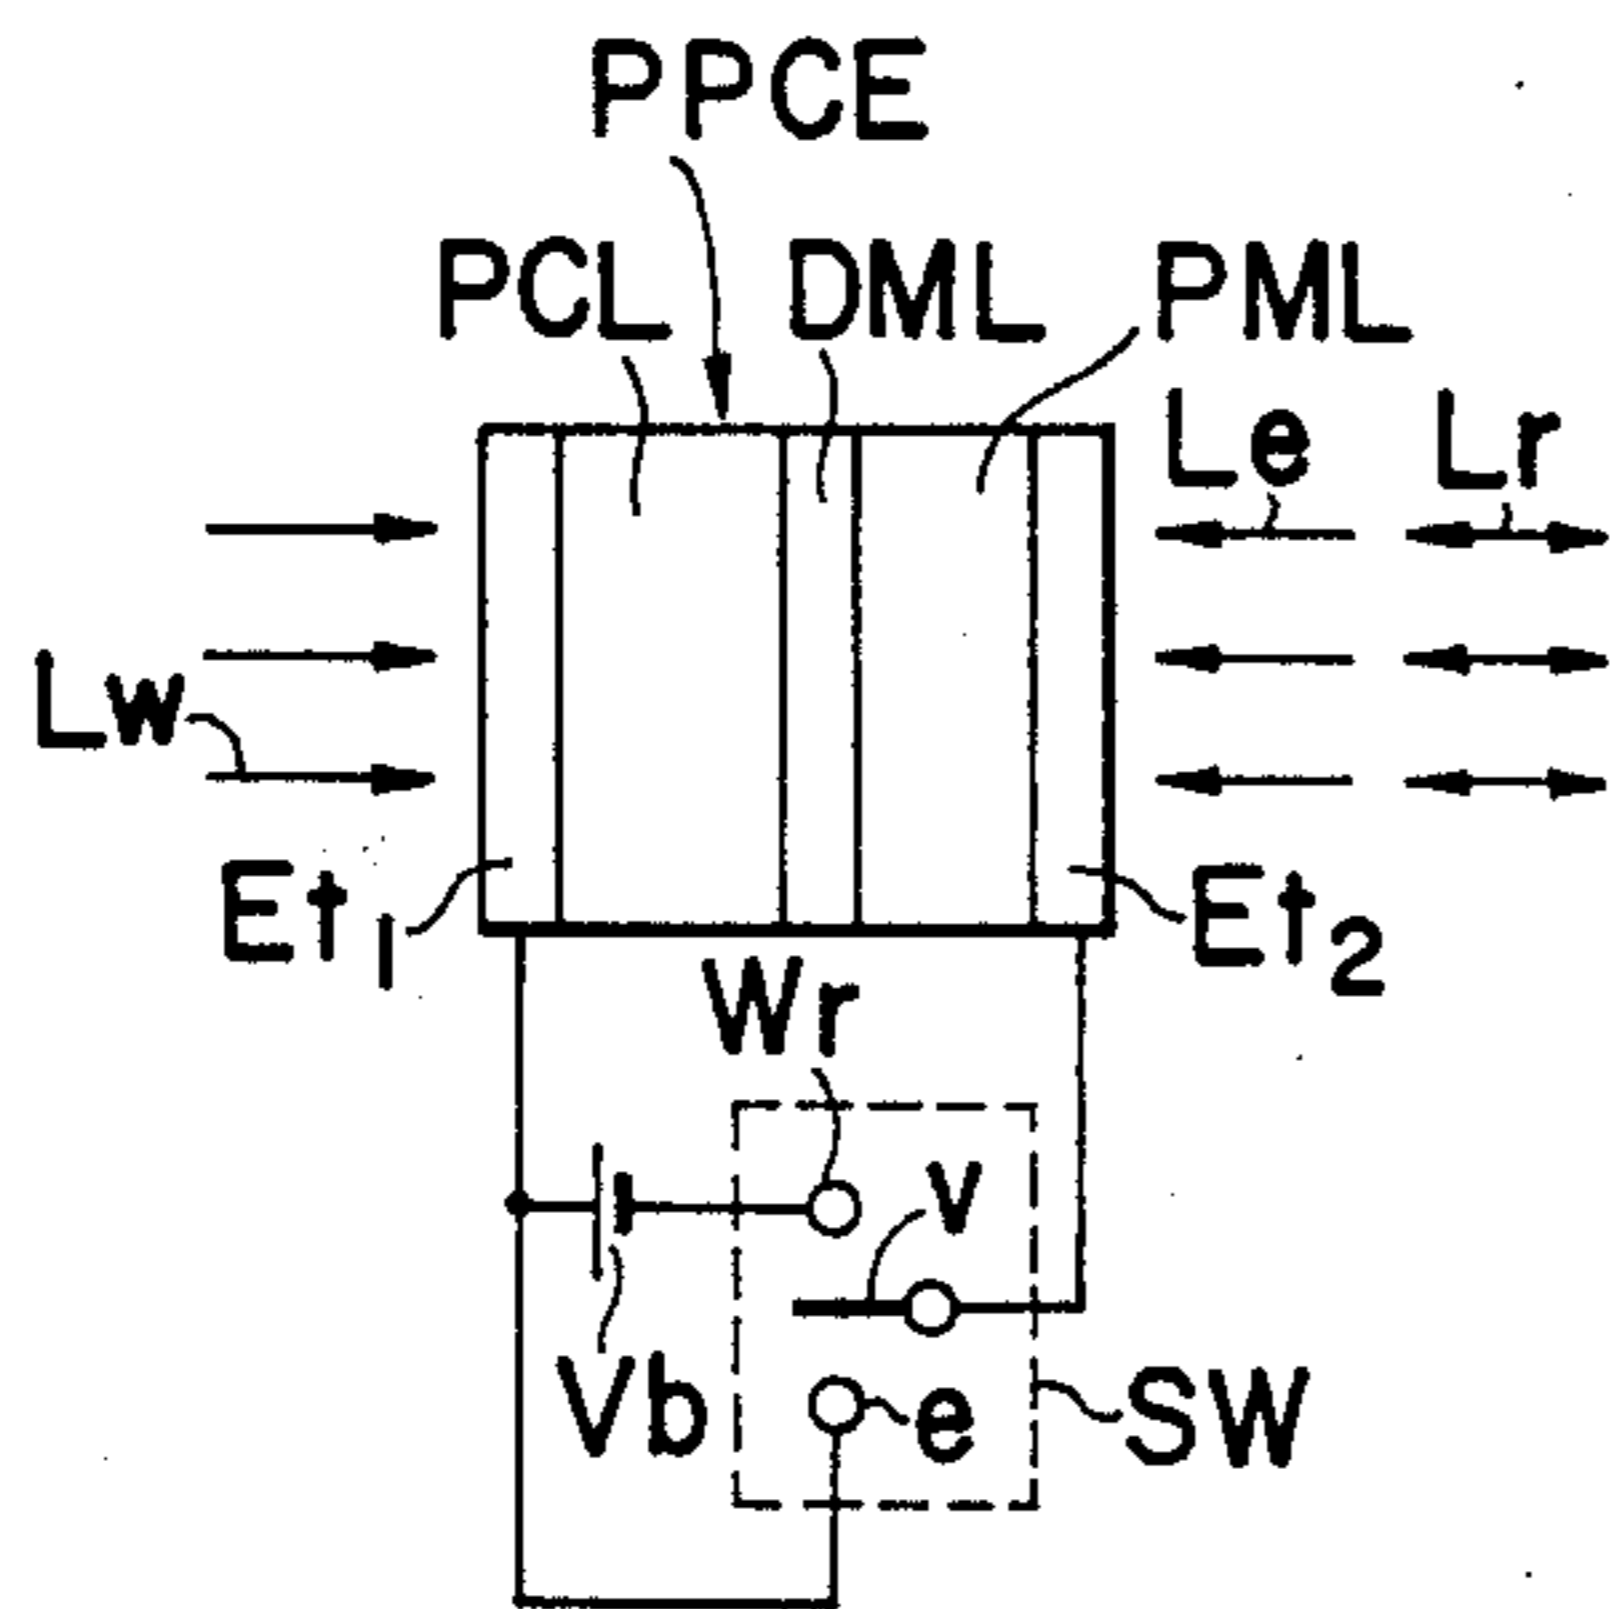 PPCE
PCL DML PML
Le Lr
Lw
Et1 Et2
Wr
V
Vb e SW